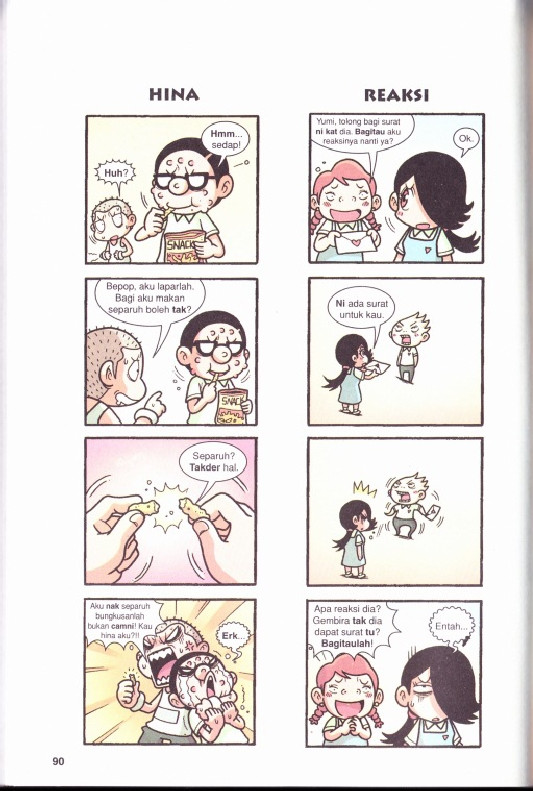 HINA
Hmm...
sedap!
Huh?
SNACK
Bepop, aku laparlah.
Bagi aku makan
separuh boleh tak?
SNACK
Separuh?
Takder hal.
Aku nak separuh
bungkusanlah
bukan camni! Kau
hina aku?!!
Erk...
REAKSI
Yumi, tolong bagi surat
ni kat dia. Bagitau aku
reaksinya nanti ya?
Ok.
Ni ada surat
untuk kau.
Apa reaksi dia?
Gembira tak dia
dapat surat tu?
Bagitaulah!
Entah...
90